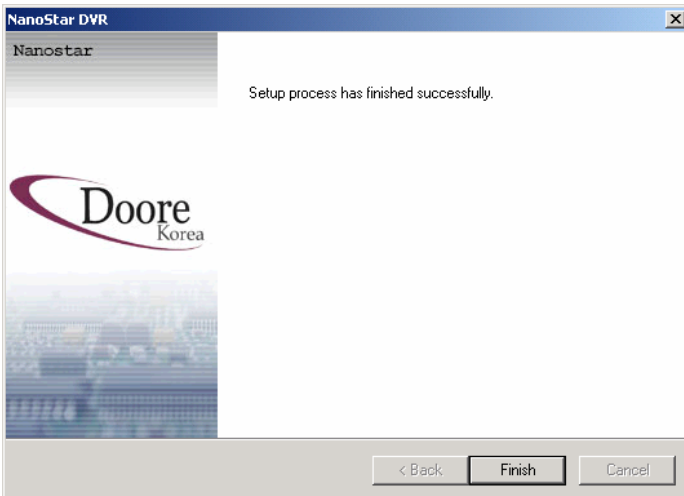 NanoStar DVR
Nanostar
Setup process has finished successfully.
Doore
Korea
< Back
Finish
Cancel